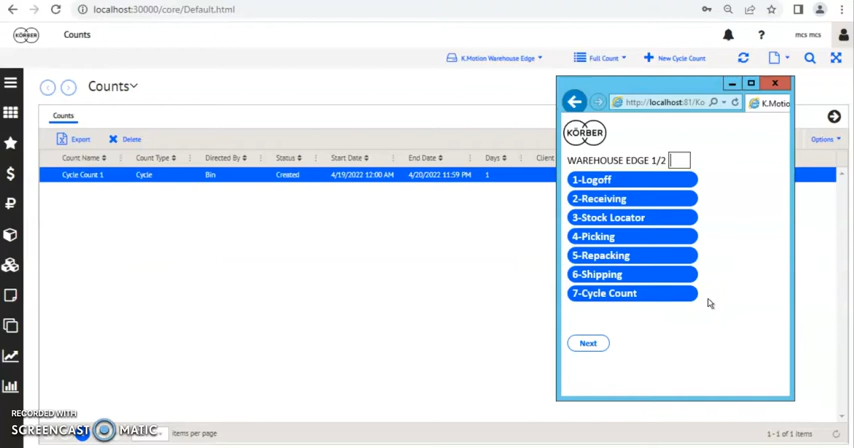 localhost:30000/core/Default.html
KÖRBER Counts mcs mcs
K.Motion Warehouse Edge Full Count New Cycle Count
Counts
Counts
Export Delete Options
Count Name Count Type Directed By Status Start Date End Date Days Client
Cycle Count 1 Cycle Bin Created 4/19/2022 12:00 AM 4/20/2022 11:59 PM 1
http://localhost:81/Ko K.Motio
KÖRBER
WAREHOUSE EDGE 1/2
1-Logoff
2-Receiving
3-Stock Locator
4-Picking
5-Repacking
6-Shipping
7-Cycle Count
Next
RECORDED WITH
SCREENCAST MATIC
items per page 1 - 1 of 1 items